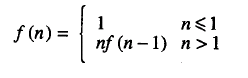 f(n) = { 1 n ⩽ 1
nf(n−1) n > 1